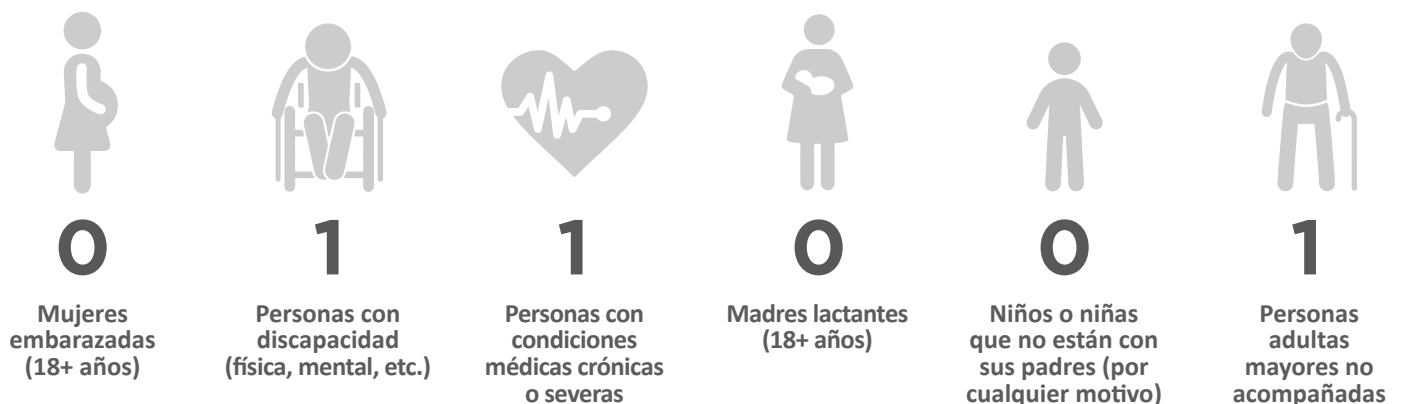 0
Mujeres
embarazadas
(18+ años)
1
Personas con
discapacidad
(física, mental, etc.)
1
Personas con
condiciones
médicas crónicas
o severas
0
Madres lactantes
(18+ años)
0
Niños o niñas
que no están con
sus padres (por
cualquier motivo)
1
Personas
adultas
mayores no
acompañadas